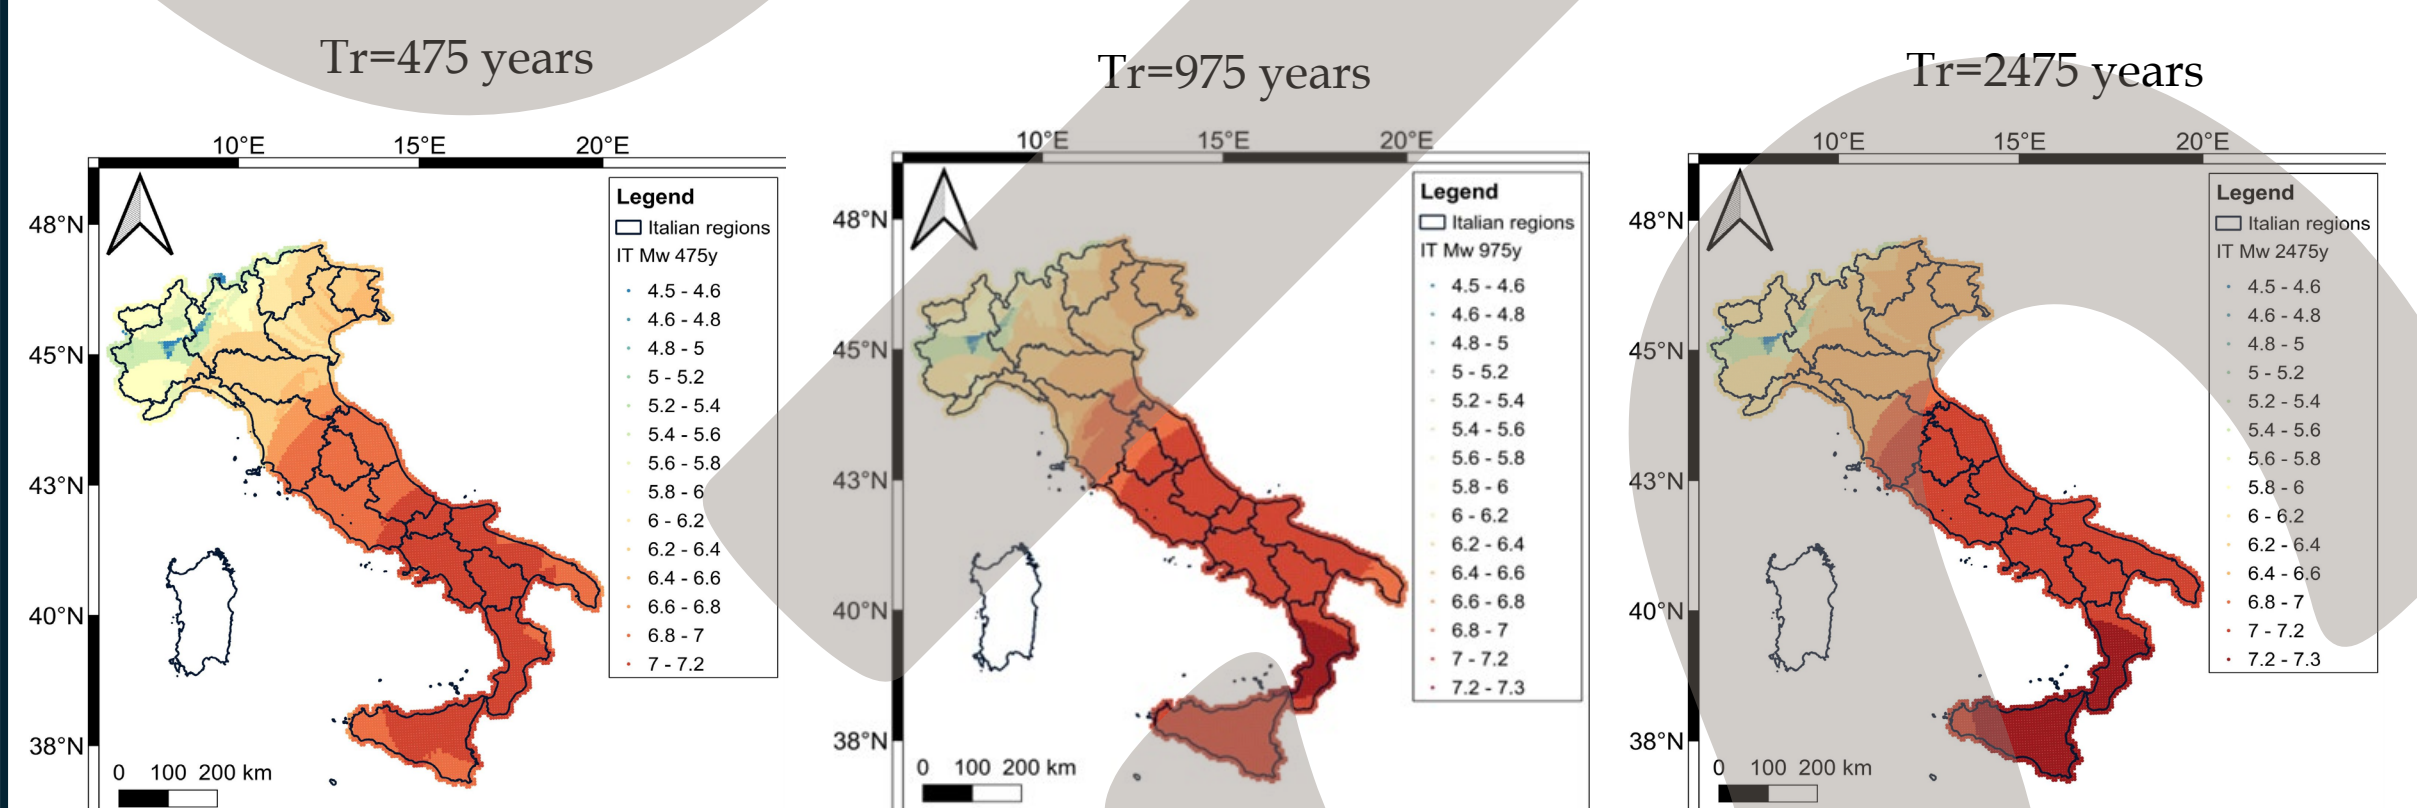 Tr=475 years
10°E 15°E 20°E
48°N
45°N
43°N
40°N
38°N
Legend
Italian regions
IT Mw 475y
4.5 - 4.6
4.6 - 4.8
4.8 - 5
5 - 5.2
5.2 - 5.4
5.4 - 5.6
5.6 - 5.8
5.8 - 6
6 - 6.2
6.2 - 6.4
6.4 - 6.6
6.6 - 6.8
6.8 - 7
7 - 7.2
0 100 200 km
Tr=975 years
10°E 15°E 20°E
48°N
45°N
43°N
40°N
38°N
Legend
Italian regions
IT Mw 975y
4.5 - 4.6
4.6 - 4.8
4.8 - 5
5 - 5.2
5.2 - 5.4
5.4 - 5.6
5.6 - 5.8
5.8 - 6
6 - 6.2
6.2 - 6.4
6.4 - 6.6
6.6 - 6.8
6.8 - 7
7 - 7.2
7.2 - 7.3
0 100 200 km
Tr=2475 years
10°E 15°E 20°E
48°N
45°N
43°N
40°N
38°N
Legend
Italian regions
IT Mw 2475y
4.5 - 4.6
4.6 - 4.8
4.8 - 5
5 - 5.2
5.2 - 5.4
5.4 - 5.6
5.6 - 5.8
5.8 - 6
6 - 6.2
6.2 - 6.4
6.4 - 6.6
6.8 - 7
7 - 7.2
7.2 - 7.3
0 100 200 km